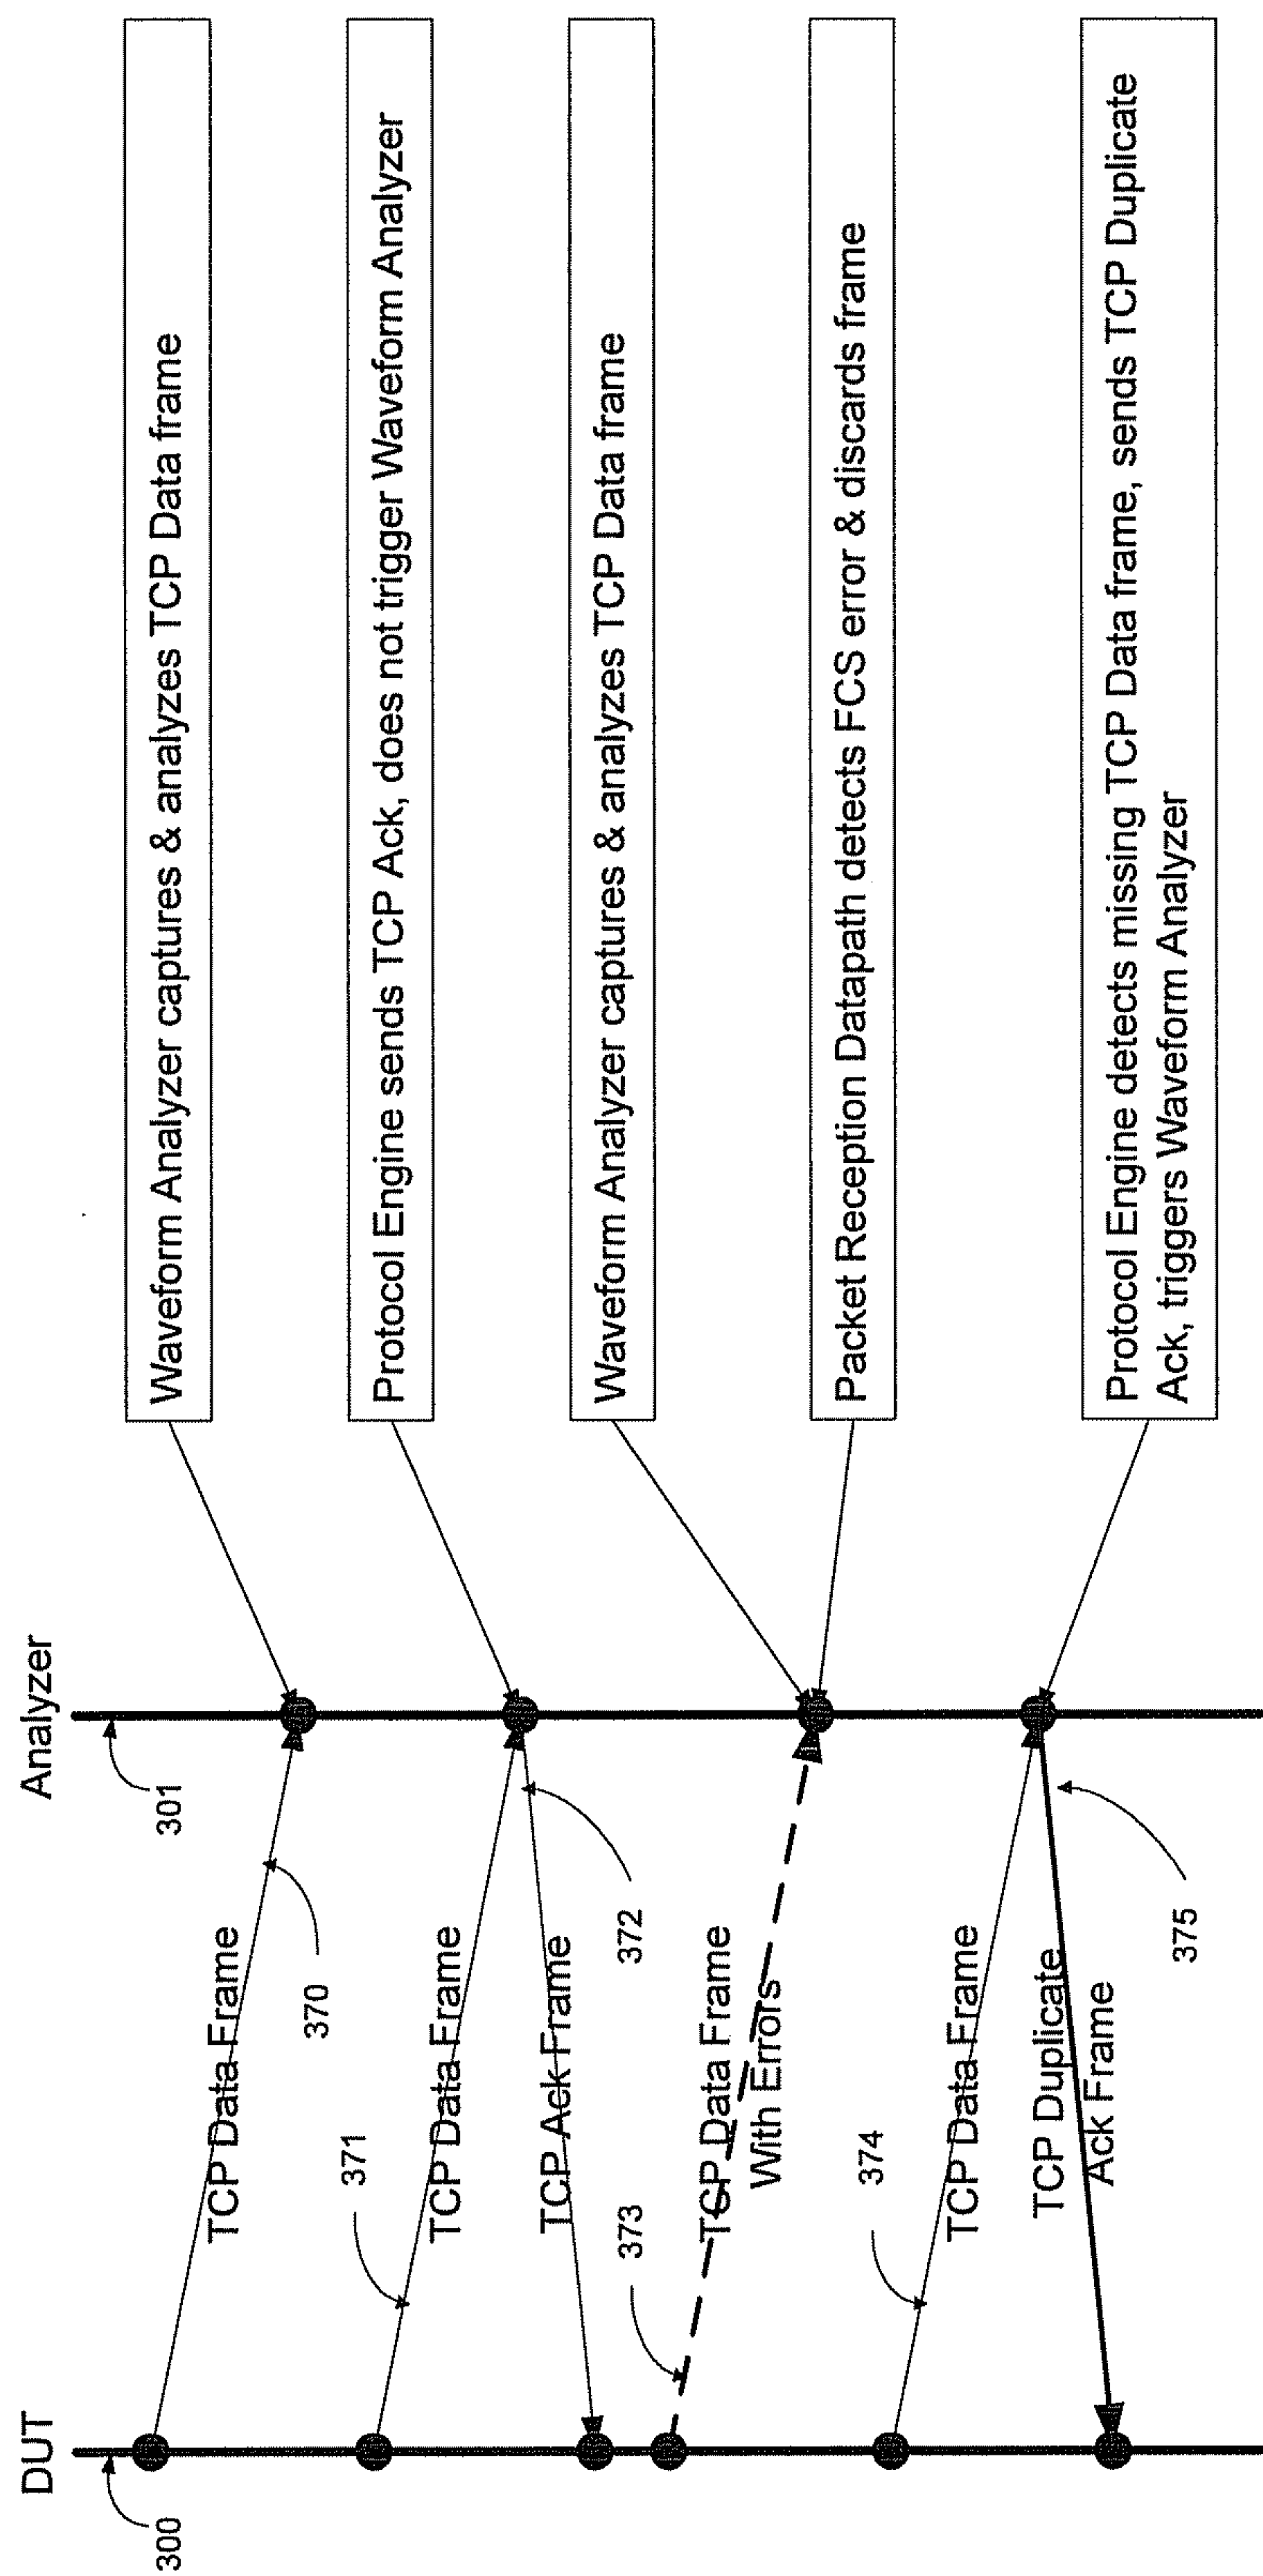 DUT
Analyzer
300
301
TCP Data Frame
370
Waveform Analyzer captures & analyzes TCP Data frame
371
TCP Data Frame
Protocol Engine sends TCP Ack, does not trigger Waveform Analyzer
TCP Ack Frame
372
373
TCP Data Frame
With Errors
Waveform Analyzer captures & analyzes TCP Data frame
Packet Reception Datapath detects FCS error & discards frame
374
TCP Data Frame
TCP Duplicate
Ack Frame
375
Protocol Engine detects missing TCP Data frame, sends TCP Duplicate
Ack, triggers Waveform Analyzer